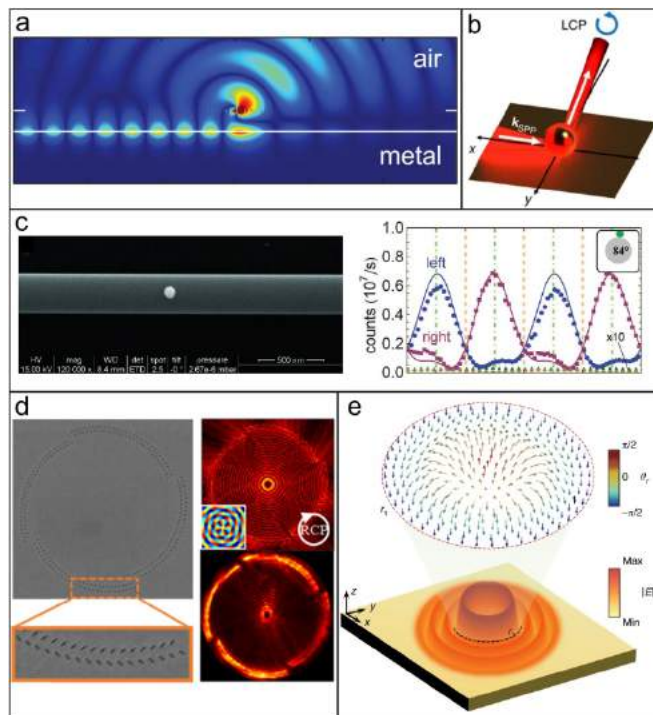 a
air
metal
b
LCP
k_SPP
x
y
c
HV
mag
WD
det
spot
tilt
pressure
15.00 kV
120 000 x
8.4 mm
ETD
2.5
-0 °
2.67e-6 mbar
500 nm
counts (10⁷/s)
1.0
0.8
0.6
0.4
0.2
0.0
left
right
84°
x10
d
RCP
e
r₁
π/2
0
-π/2
z
y
x
Max
|E|
Min